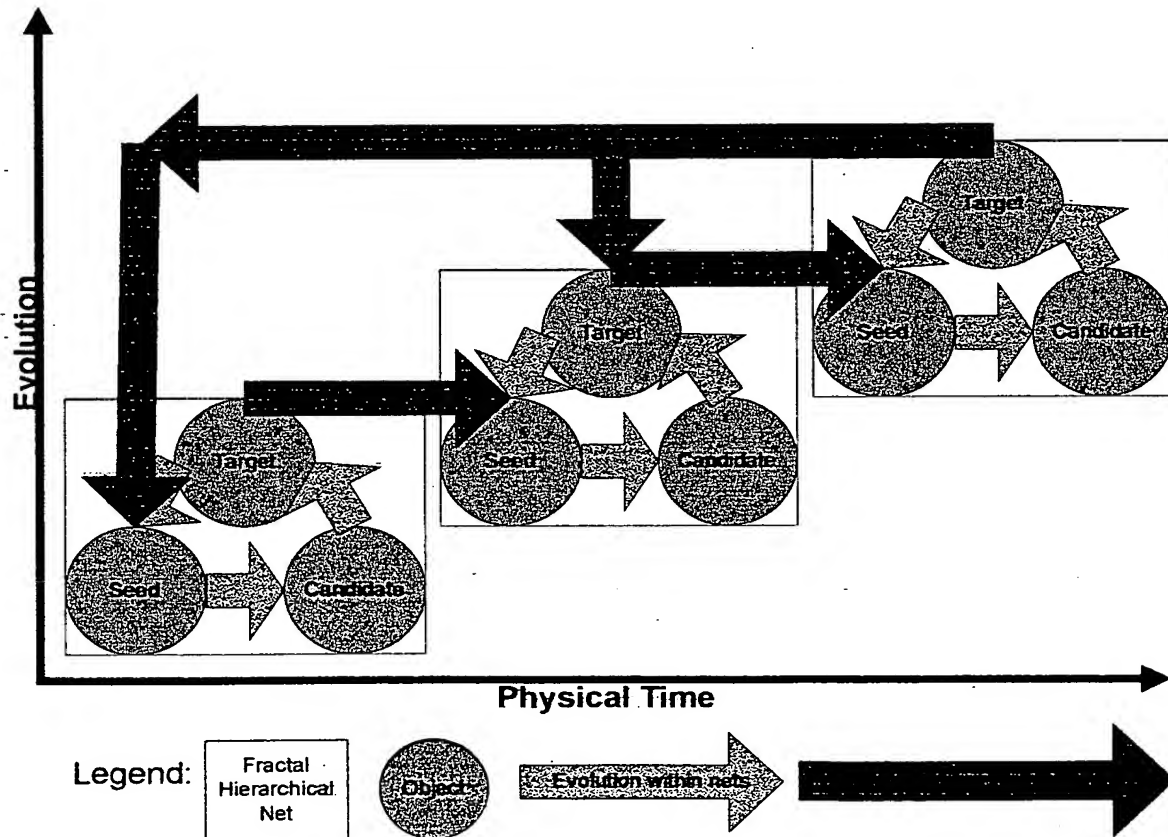 Evolution
Target
Seed
Candidate
Target
Seed
Candidate
Target
Seed
Candidate
Physical Time
Legend:
Fractal
Hierarchical
Net
Object
Evolution within nets